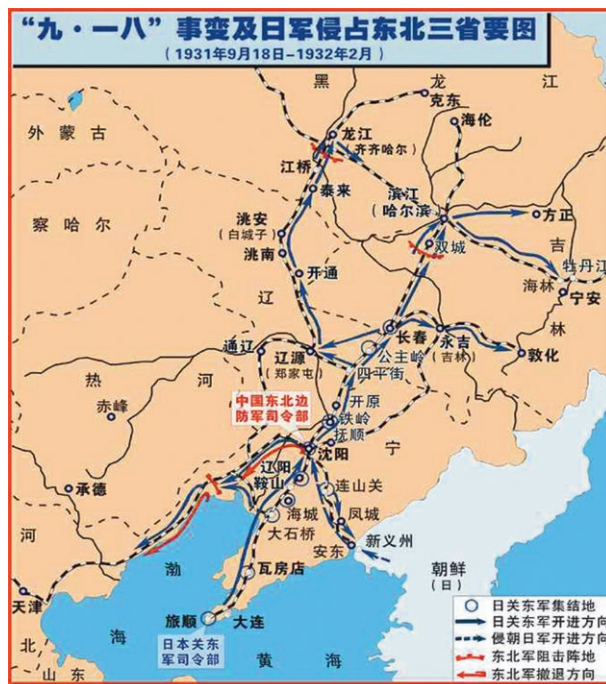 “九·一八”事变及日军侵占东北三省要图
（1931年9月18日-1932年2月）
黑
龙
江
克东
海伦
外蒙古
龙江
（齐齐哈尔）
江桥
泰来
滨江
（哈尔滨）
方正
察哈尔
洮安
（白城子）
双城
吉
洮南
牡丹江
开通
海林
宁安
辽
长春
永吉
（吉林）
林
通辽
辽源
（郑家屯）
公主岭
四平街
敦化
热
河
赤峰
中国东北边
防军司令部
开原
铁岭
抚顺
宁
沈阳
辽阳
鞍山
连山关
承德
海城
凤城
大石桥
河
安东
新义州
渤
瓦房店
朝鲜
（日）
天津
旅顺
大连
北
海
日本关东
军司令部
黄
海
山东
日关东军集结地
日关东军开进方向
侵朝日军开进方向
东北军阻击阵地
东北军撤退方向